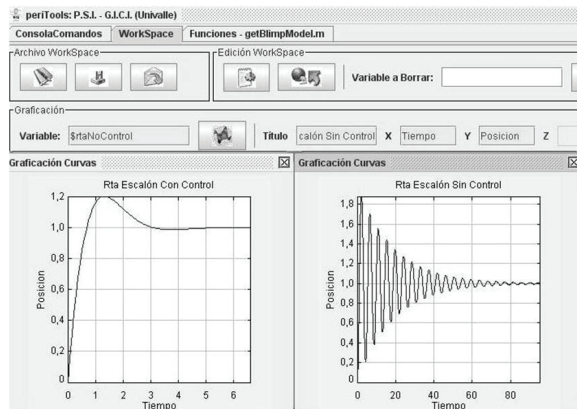 periTools: P.S.I. - G.I.C.I. (Univalle)
ConsolaComandos WorkSpace Funciones - getBlimpModel.m
Archivo WorkSpace Edición WorkSpace
Variable a Borrar:
Graficación
Variable: $rtaNoControl Título calón Sin Control X Tiempo Y Posicion Z
Graficación Curvas
Rta Escalón Con Control
1,2
1,0
0,8
0,6
0,4
0,2
0
Posicion
0 1 2 3 4 5 6
Tiempo
Graficación Curvas
Rta Escalón Sin Control
1,8
1,6
1,4
1,2
1,0
0,8
0,6
0,4
0,2
0
Posicion
0 20 40 60 80
Tiempo